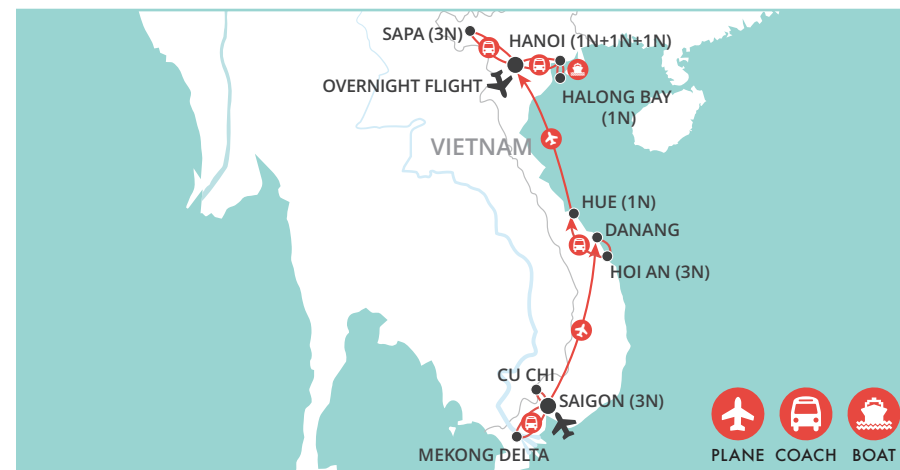 SAPA (3N)
HANOI (1N+1N+1N)
OVERNIGHT FLIGHT
HALONG BAY
(1N)
VIETNAM
HUE (1N)
DANANG
HOI AN (3N)
CU CHI
SAIGON (3N)
MEKONG DELTA
PLANE COACH BOAT